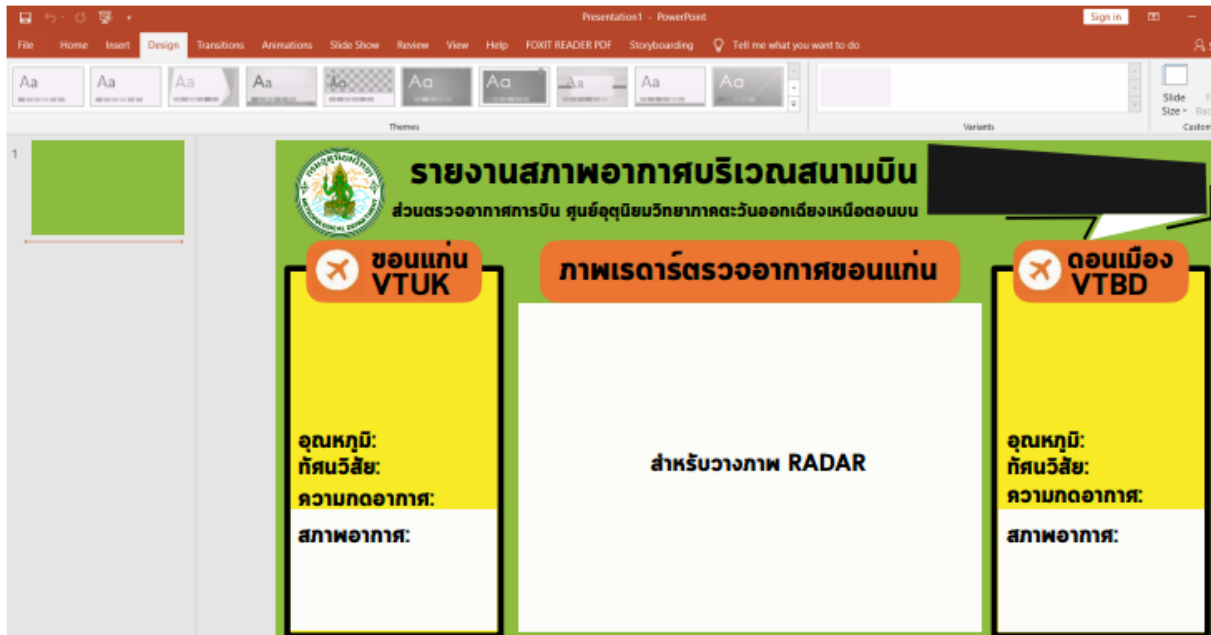 Presentation1 - PowerPoint
Sign in
File Home Insert Design Transitions Animations Slide Show Review View Help FOXIT READER PDF Storyboarding Tell me what you want to do
Aa Aa Aa Aa Aa Aa Aa Aa Aa Aa
Slide
Size
Themes
Variants
1
รายงานสภาพอากาศบริเวณสนามบิน
ส่วนตรวจอากาศการบิน ศูนย์อุตุนิยมวิทยาภาคตะวันออกเฉียงเหนือตอนบน
ขอนแก่น
VTUK
ภาพเรดาร์ตรวจอากาศขอนแก่น
ดอนเมือง
VTBD
อุณหภูมิ:
ทัศนวิสัย:
ความกดอากาศ:
สภาพอากาศ:
สำหรับวางภาพ RADAR
อุณหภูมิ:
ทัศนวิสัย:
ความกดอากาศ:
สภาพอากาศ: